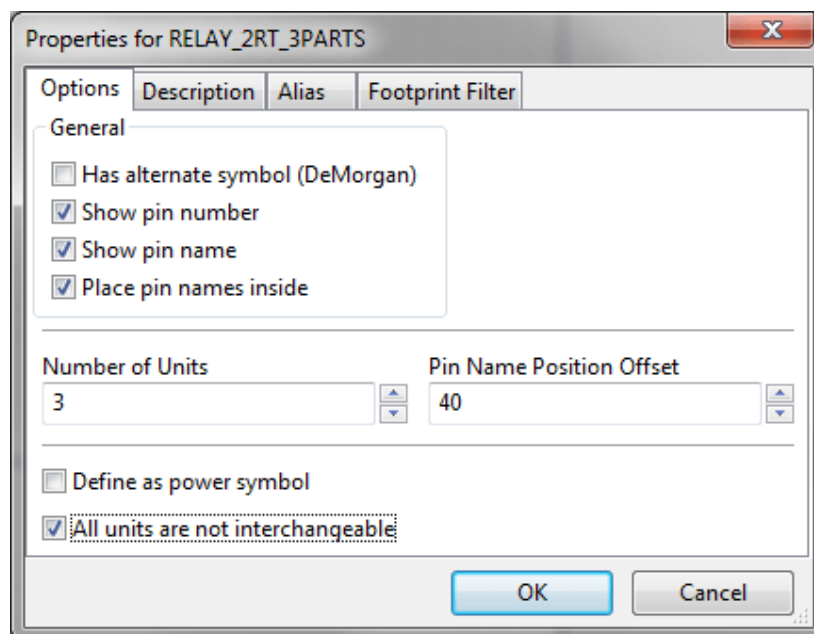 Properties for RELAY_2RT_3PARTS
Options Description Alias Footprint Filter
General
Has alternate symbol (DeMorgan)
Show pin number
Show pin name
Place pin names inside
Number of Units Pin Name Position Offset
3 40
Define as power symbol
All units are not interchangeable
OK Cancel